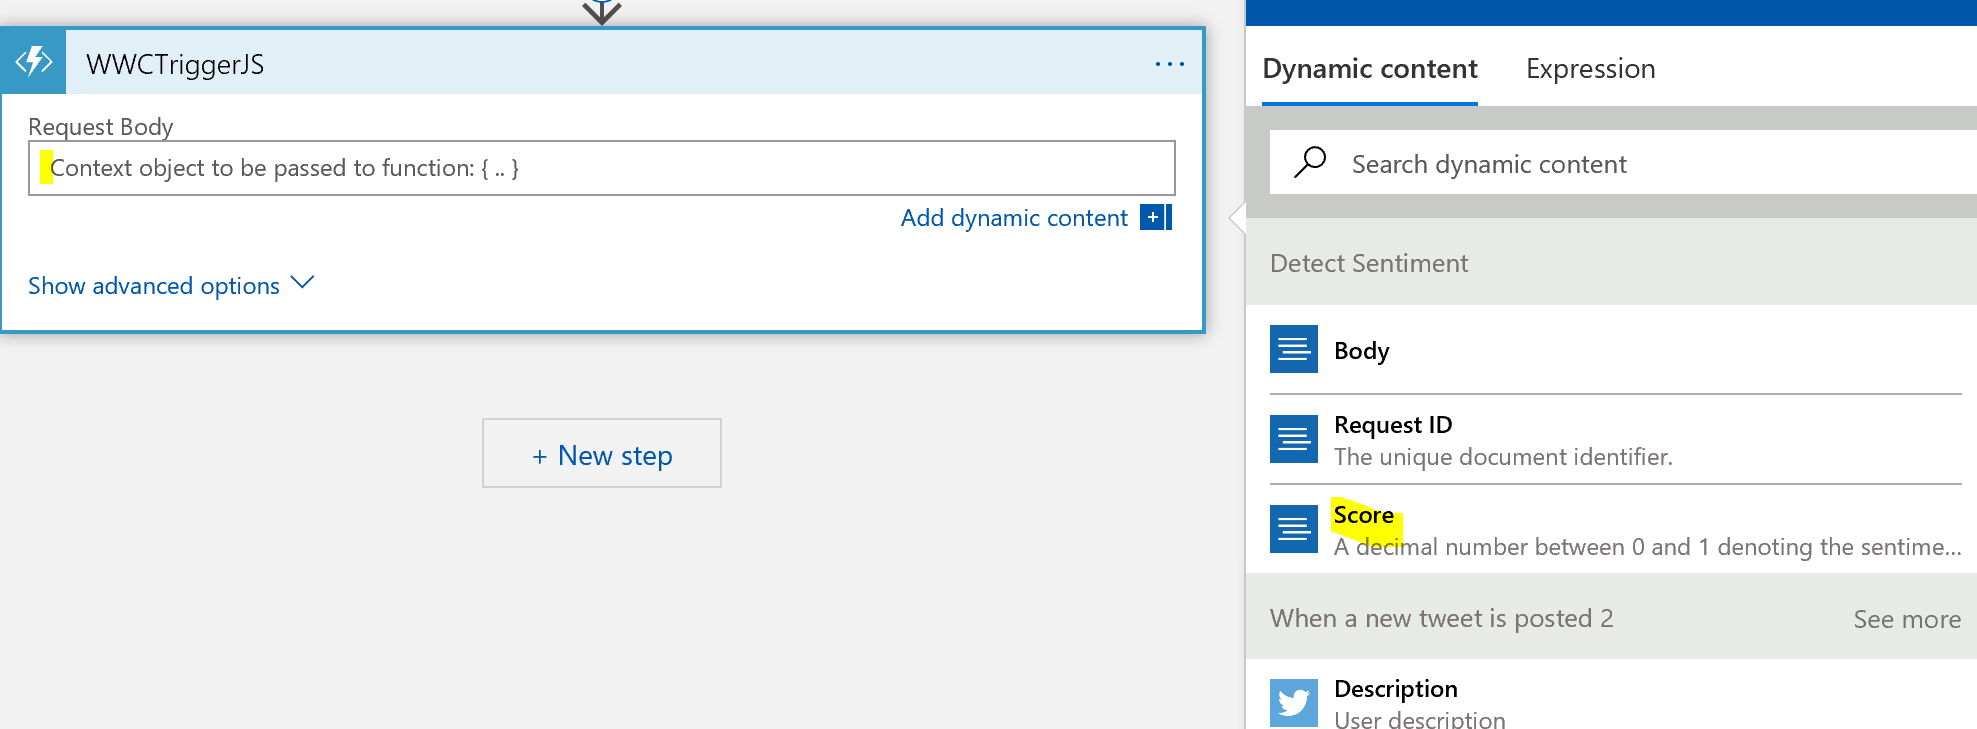 WWCTriggerJS
...
Request Body
Context object to be passed to function: { .. }
Add dynamic content
Show advanced options
+ New step
Dynamic content
Expression
Search dynamic content
Detect Sentiment
Body
Request ID
The unique document identifier.
Score
A decimal number between 0 and 1 denoting the sentime...
When a new tweet is posted 2
See more
Description
User description